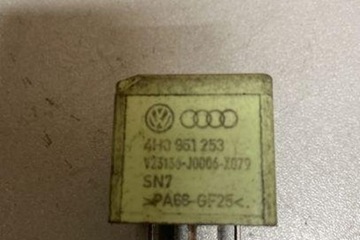 4H0 951 253
V23136-J0006-X079
SN7
>PA66-GF25<